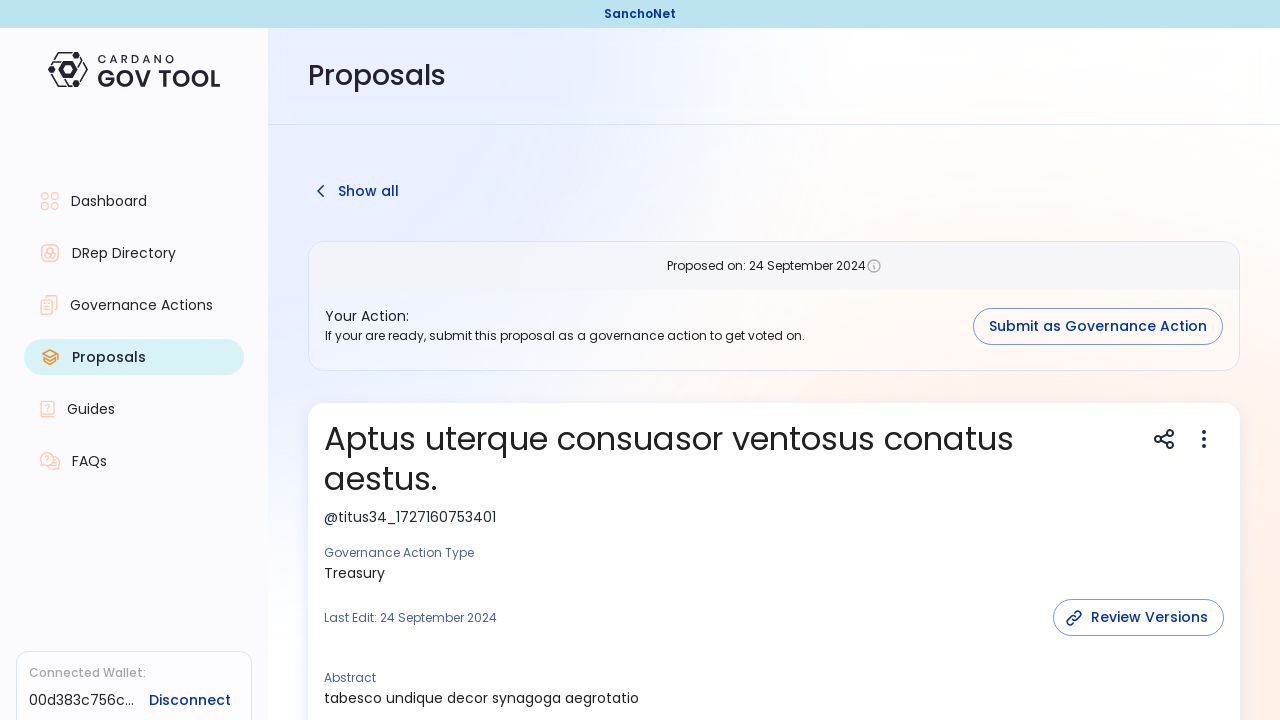 SanchoNet
CARDANO
GOV TOOL
Proposals
Dashboard
DRep Directory
Governance Actions
Proposals
Guides
FAQs
Connected Wallet:
00d383c756c...
Disconnect
Show all
Proposed on: 24 September 2024
Your Action:
If your are ready, submit this proposal as a governance action to get voted on.
Submit as Governance Action
Aptus uterque consuasor ventosus conatus
aestus.
@titus34_1727160753401
Governance Action Type
Treasury
Last Edit: 24 September 2024
Review Versions
Abstract
tabesco undique decor synagoga aegrotatio